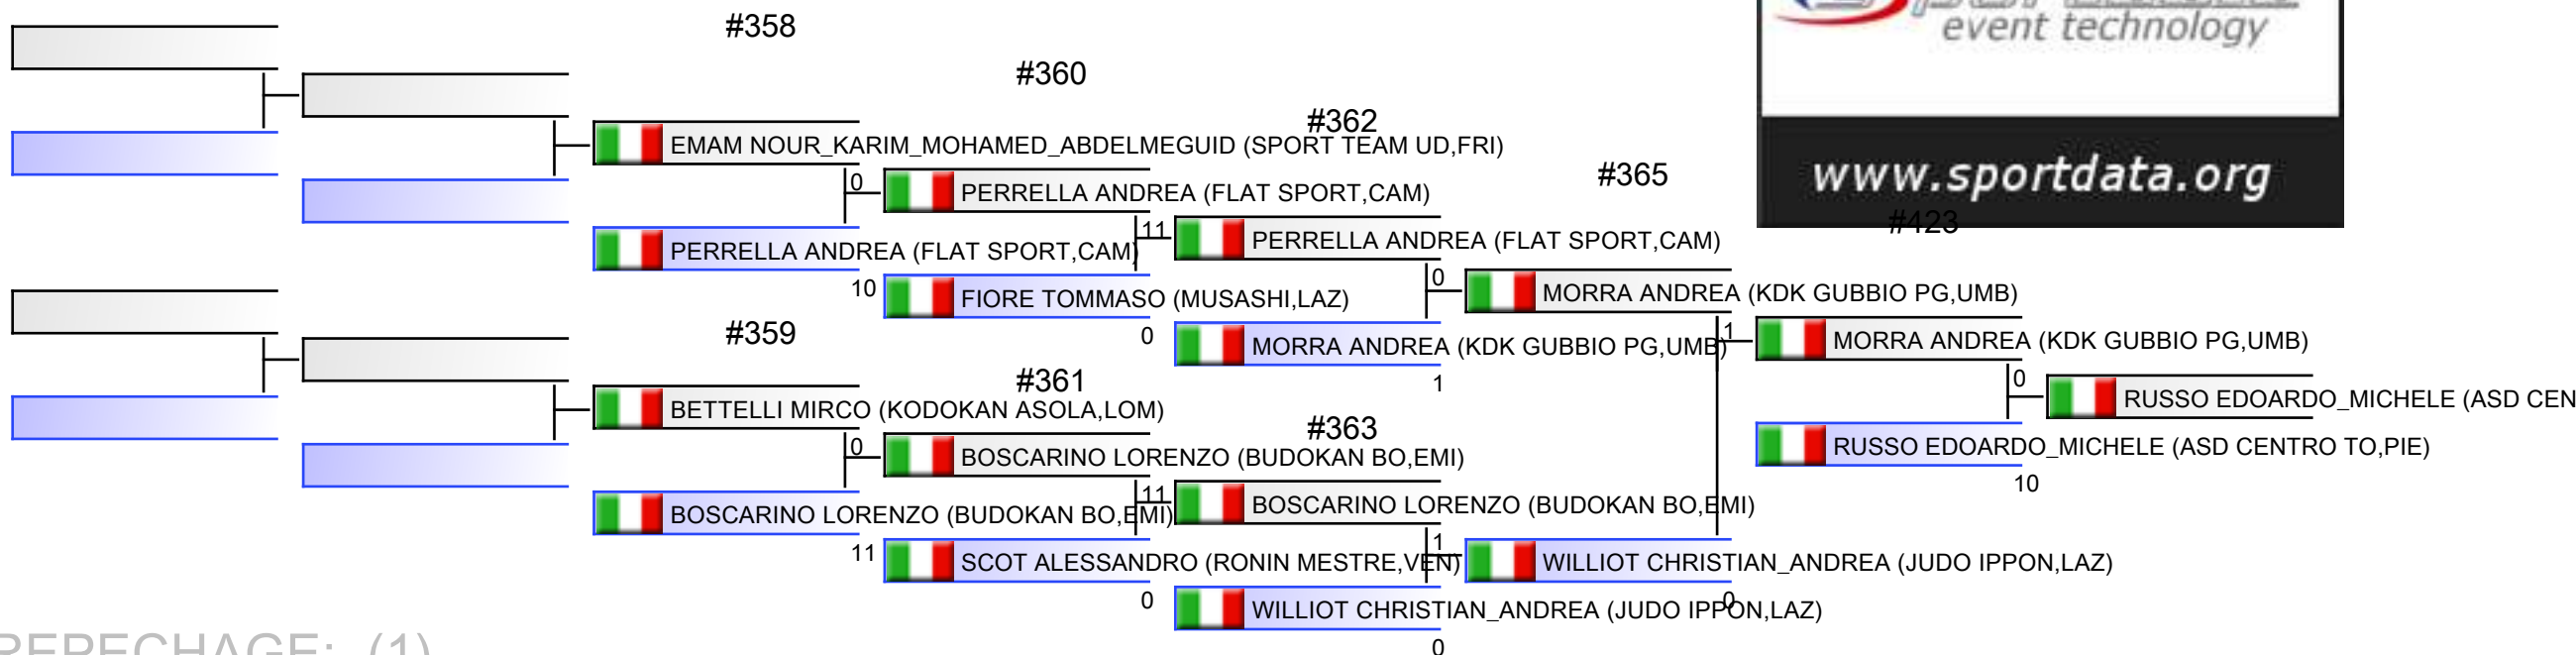 event technology
www.sportdata.org
#358
#360
#362
#365
#423
EMAM NOUR_KARIM_MOHAMED_ABDELMEGUID (SPORT TEAM UD,FRI)
0
PERRELLA ANDREA (FLAT SPORT,CAM)
10
PERRELLA ANDREA (FLAT SPORT,CAM)
11
FIORE TOMMASO (MUSASHI,LAZ)
0
PERRELLA ANDREA (FLAT SPORT,CAM)
0
MORRA ANDREA (KDK GUBBIO PG,UMB)
1
MORRA ANDREA (KDK GUBBIO PG,UMB)
1
MORRA ANDREA (KDK GUBBIO PG,UMB)
0
RUSSO EDOARDO_MICHELE (ASD CENTRO TO,PIE)
10
RUSSO EDOARDO_MICHELE (ASD CEN
#359
#361
#363
BETTELLI MIRCO (KODOKAN ASOLA,LOM)
0
BOSCARINO LORENZO (BUDOKAN BO,EMI)
11
BOSCARINO LORENZO (BUDOKAN BO,EMI)
11
SCOT ALESSANDRO (RONIN MESTRE,VEN)
0
BOSCARINO LORENZO (BUDOKAN BO,EMI)
1
WILLIOT CHRISTIAN_ANDREA (JUDO IPPON,LAZ)
0
WILLIOT CHRISTIAN_ANDREA (JUDO IPPON,LAZ)
0
REPECHAGE: (1)